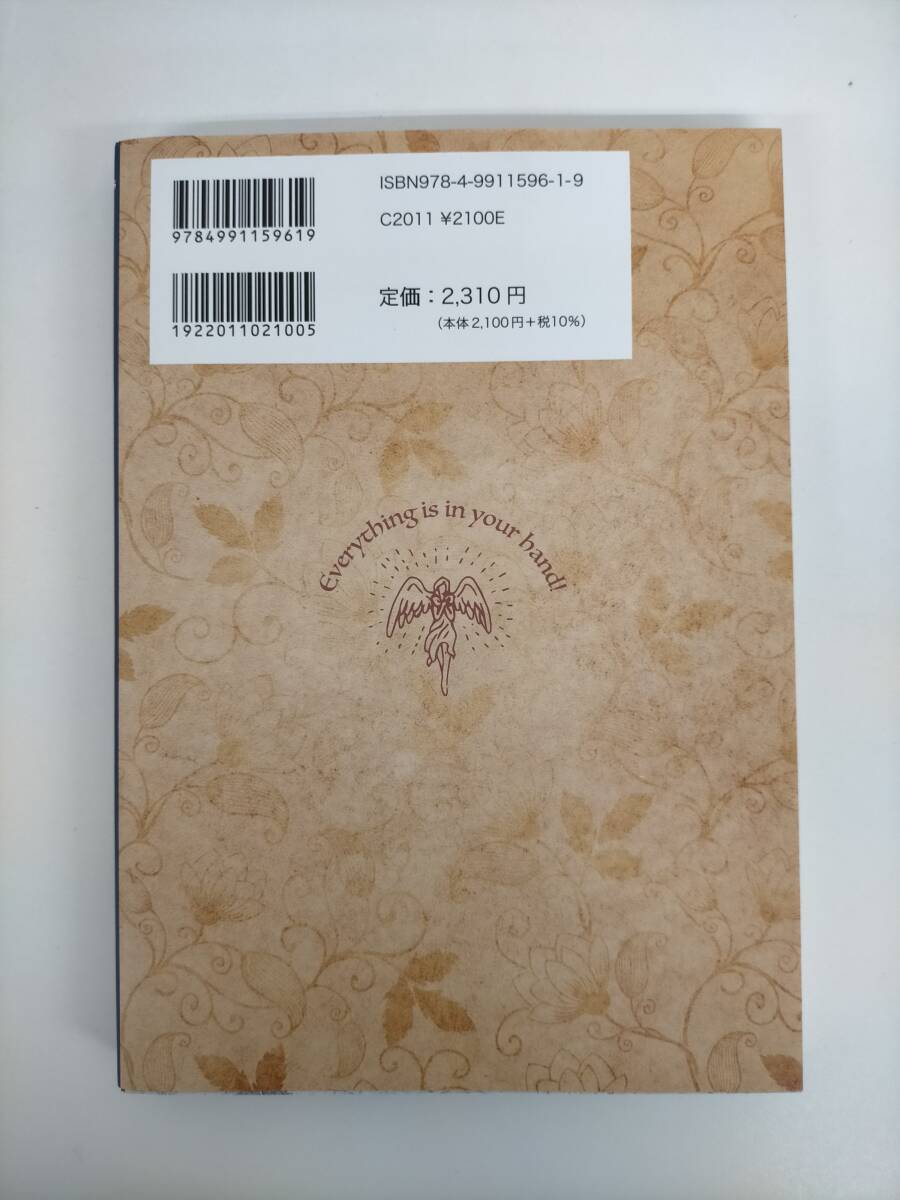 ISBN978-4-9911596-1-9
9784991159619
C2011 ¥2100E
1922011021005
定価：2,310円
（本体2,100円＋税10%）
Everything is in your hand!